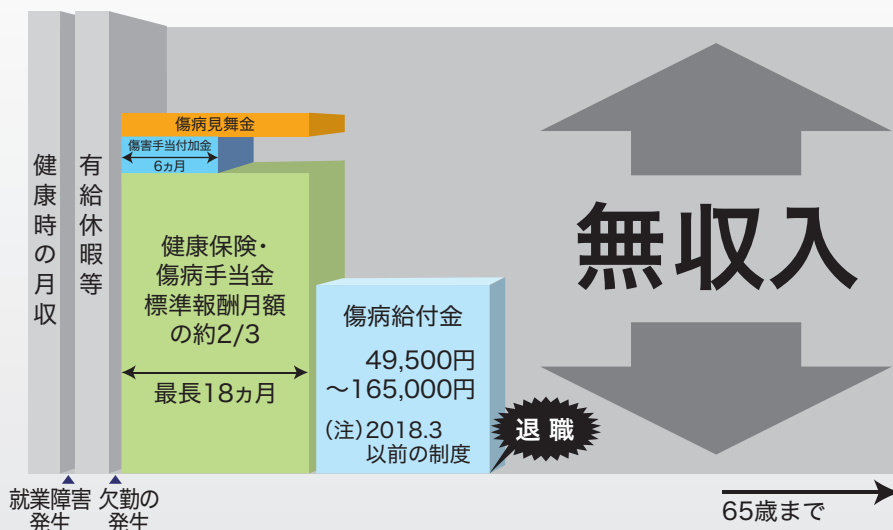 健康時の月収
有給休暇等
傷病見舞金
傷害手当付加金
6ヵ月
健康保険・
傷病手当金
標準報酬月額
の約2/3
最長18ヵ月
傷病給付金
49,500円
～165,000円
(注)2018.3
以前の制度
退職
無収入
就業障害
発生
欠勤の
発生
65歳まで